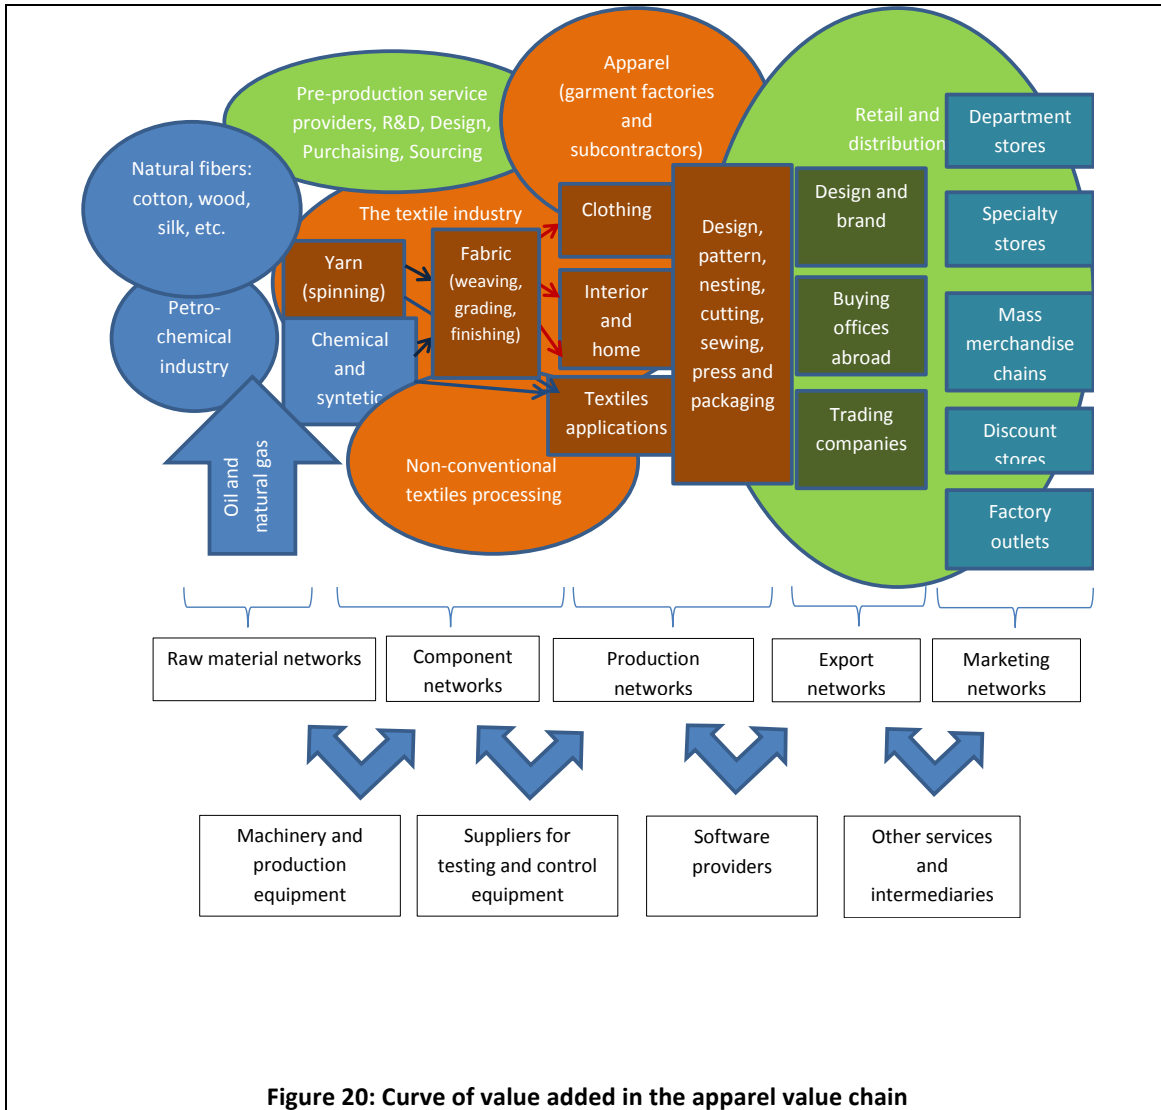 Pre-production service
providers, R&D, Design,
Purchaising, Sourcing
Apparel
(garment factories
and
subcontractors)
Retail and
distribution
Department
stores
Natural fibers:
cotton, wood,
silk, etc.
The textile industry
Clothing
Design and
brand
Specialty
stores
Yarn
(spinning)
Fabric
(weaving,
grading,
finishing)
Design,
pattern,
nesting,
cutting,
sewing,
press and
packaging
Petro-
chemical
industry
Chemical
and
syntetic
Interior
and
home
Buying
offices
abroad
Mass
merchandise
chains
Textiles
applications
Trading
companies
Discount
stores
Oil and
natural gas
Non-conventional
textiles processing
Factory
outlets
Raw material networks
Component
networks
Production
networks
Export
networks
Marketing
networks
Machinery and
production
equipment
Suppliers for
testing and control
equipment
Software
providers
Other services
and
intermediaries
Figure 20: Curve of value added in the apparel value chain